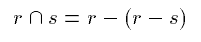 r ∩ s = r − (r − s)